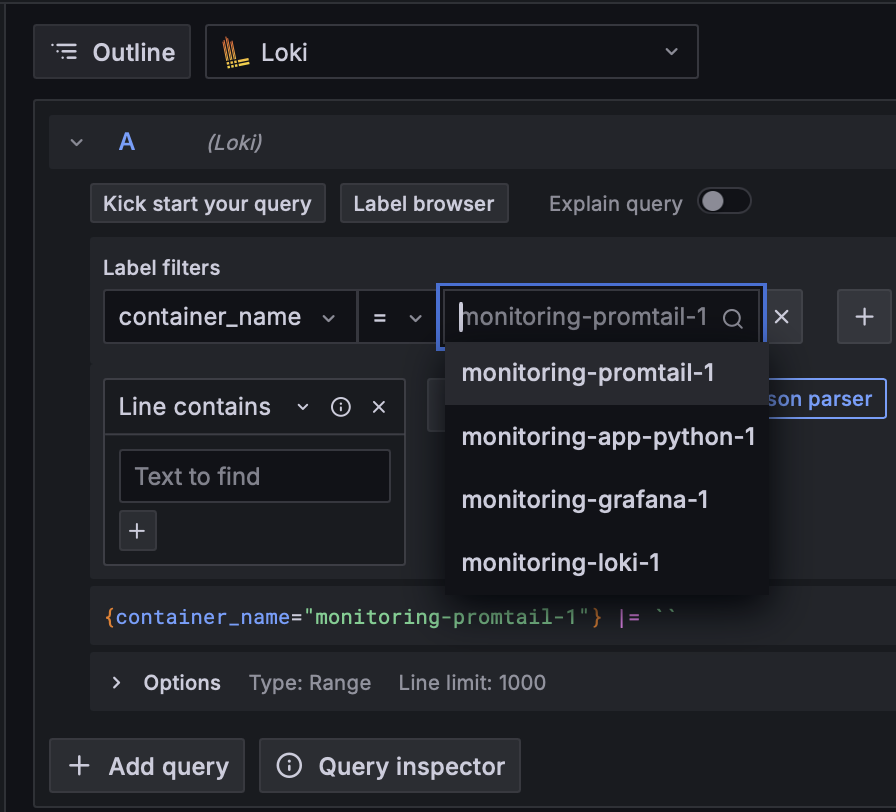 Outline
Loki
A (Loki)
Kick start your query
Label browser
Explain query
Label filters
container_name
=
monitoring-promtail-1
monitoring-promtail-1
monitoring-app-python-1
monitoring-grafana-1
monitoring-loki-1
Line contains
parser
Text to find
{container_name="monitoring-promtail-1"} |= ``
Options Type: Range Line limit: 1000
+ Add query
Query inspector